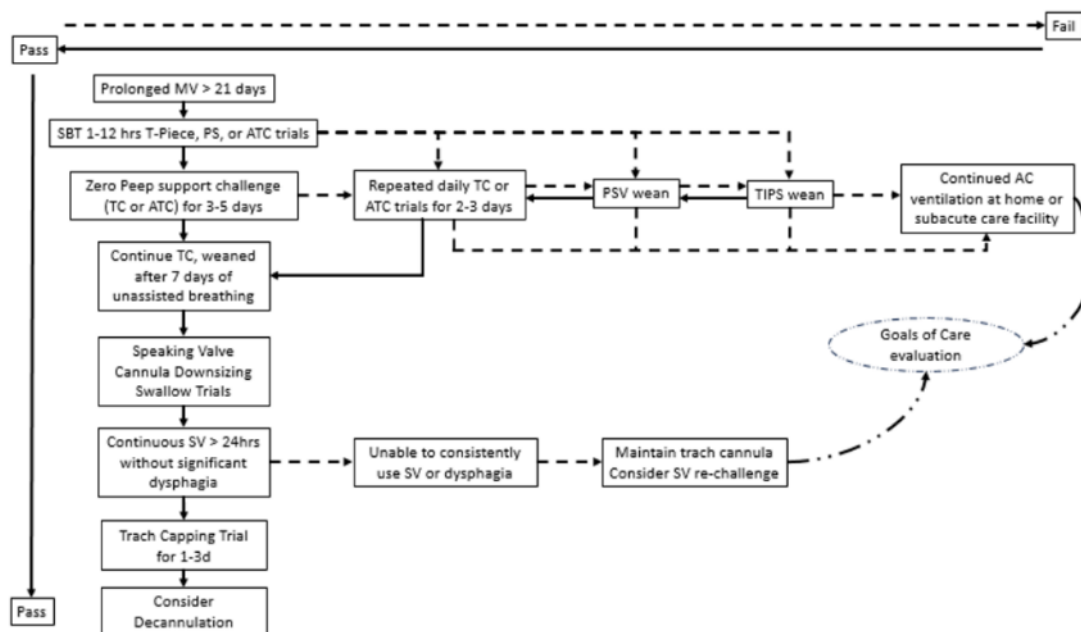 Fail
Pass
Prolonged MV > 21 days
SBT 1-12 hrs T-Piece, PS, or ATC trials
Zero Peep support challenge
(TC or ATC) for 3-5 days
Repeated daily TC or
ATC trials for 2-3 days
PSV wean
TIPS wean
Continued AC
ventilation at home or
subacute care facility
Continue TC, weaned
after 7 days of
unassisted breathing
Goals of Care
evaluation
Speaking Valve
Cannula Downsizing
Swallow Trials
Continuous SV > 24hrs
without significant
dysphagia
Unable to consistently
use SV or dysphagia
Maintain trach cannula
Consider SV re-challenge
Trach Capping Trial
for 1-3d
Pass
Consider
Decannulation